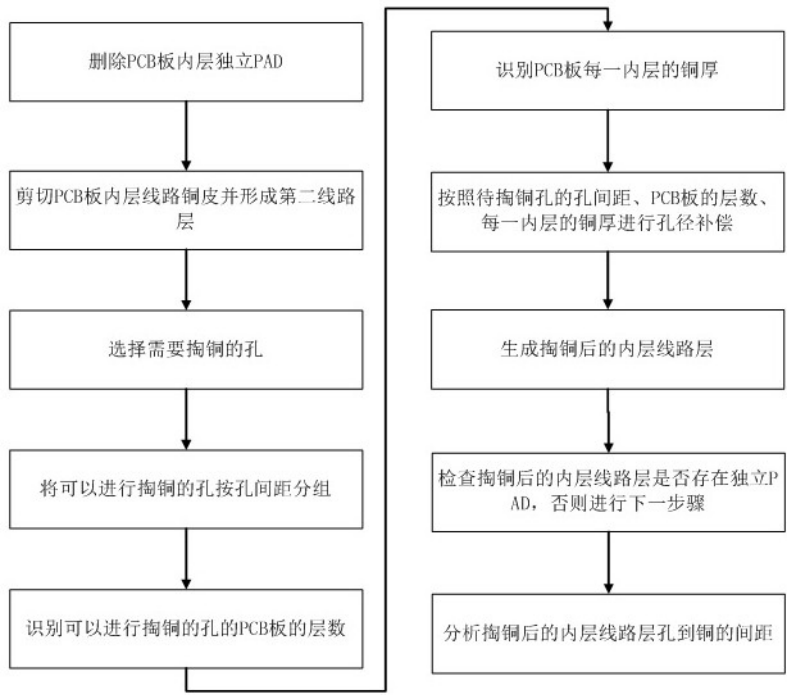 删除PCB板内层独立PAD
剪切PCB板内层线路铜皮并形成第二线路
层
选择需要掏铜的孔
将可以进行掏铜的孔按孔间距分组
识别可以进行掏铜的孔的PCB板的层数
识别PCB板每一内层的铜厚
按照待掏铜孔的孔间距、PCB板的层数、
每一内层的铜厚进行孔径补偿
生成掏铜后的内层线路层
检查掏铜后的内层线路层是否存在独立P
AD，否则进行下一步骤
分析掏铜后的内层线路层孔到铜的间距